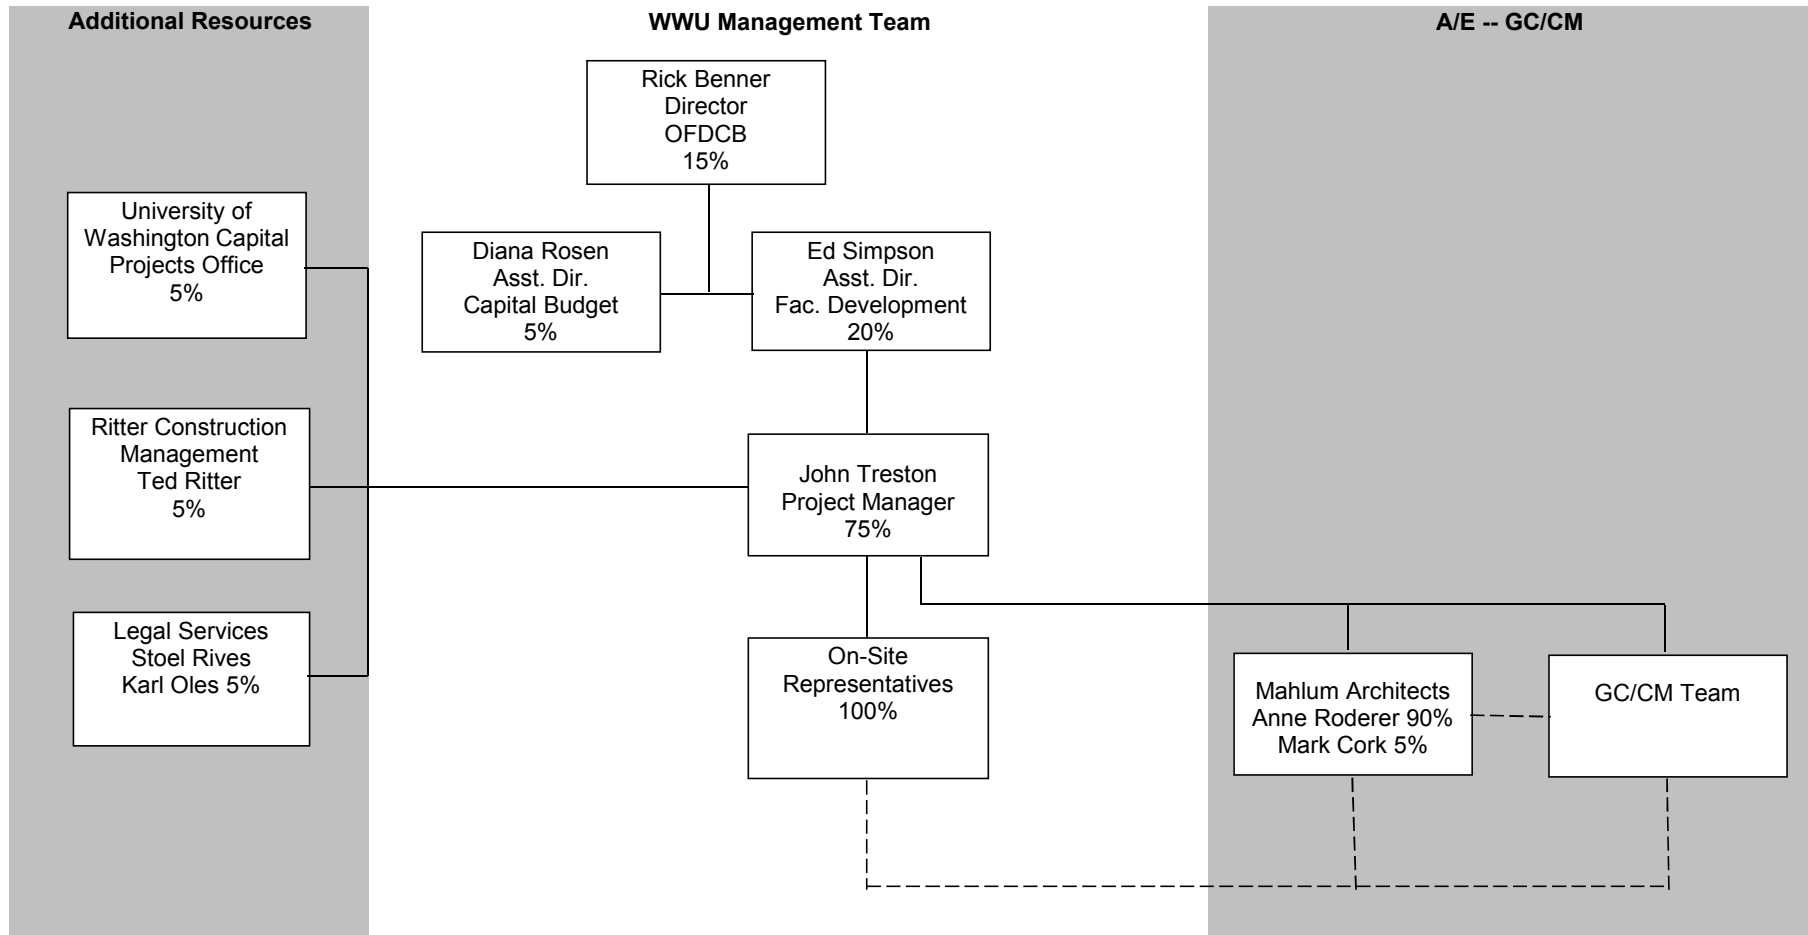 Additional Resources
WWU Management Team
A/E -- GC/CM
Rick Benner
Director
OFDCB
15%
University of
Washington Capital
Projects Office
5%
Diana Rosen
Asst. Dir.
Capital Budget
5%
Ed Simpson
Asst. Dir.
Fac. Development
20%
Ritter Construction
Management
Ted Ritter
5%
John Treston
Project Manager
75%
Legal Services
Stoel Rives
Karl Oles 5%
On-Site
Representatives
100%
Mahlum Architects
Anne Roderer 90%
Mark Cork 5%
GC/CM Team